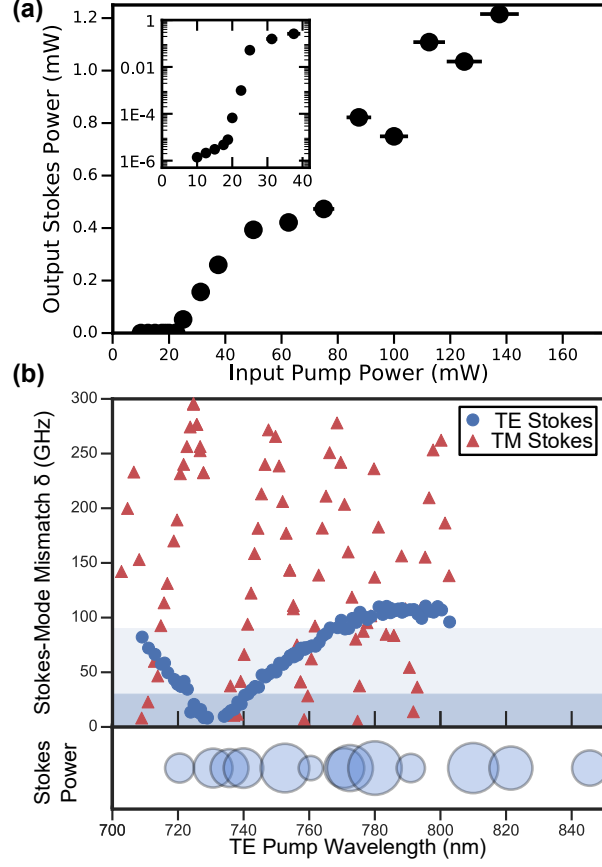 (a)
Output Stokes Power (mW)
1.2
1.0
0.8
0.6
0.4
0.2
0.0
1
0.01
1E-4
1E-6
0 10 20 30 40
0 20 40 60 80 100 120 140 160
Input Pump Power (mW)
(b)
Stokes-Mode Mismatch δ (GHz)
300
250
200
150
100
50
0
TE Stokes
TM Stokes
Stokes
Power
700 720 740 760 780 800
TE Pump Wavelength (nm)